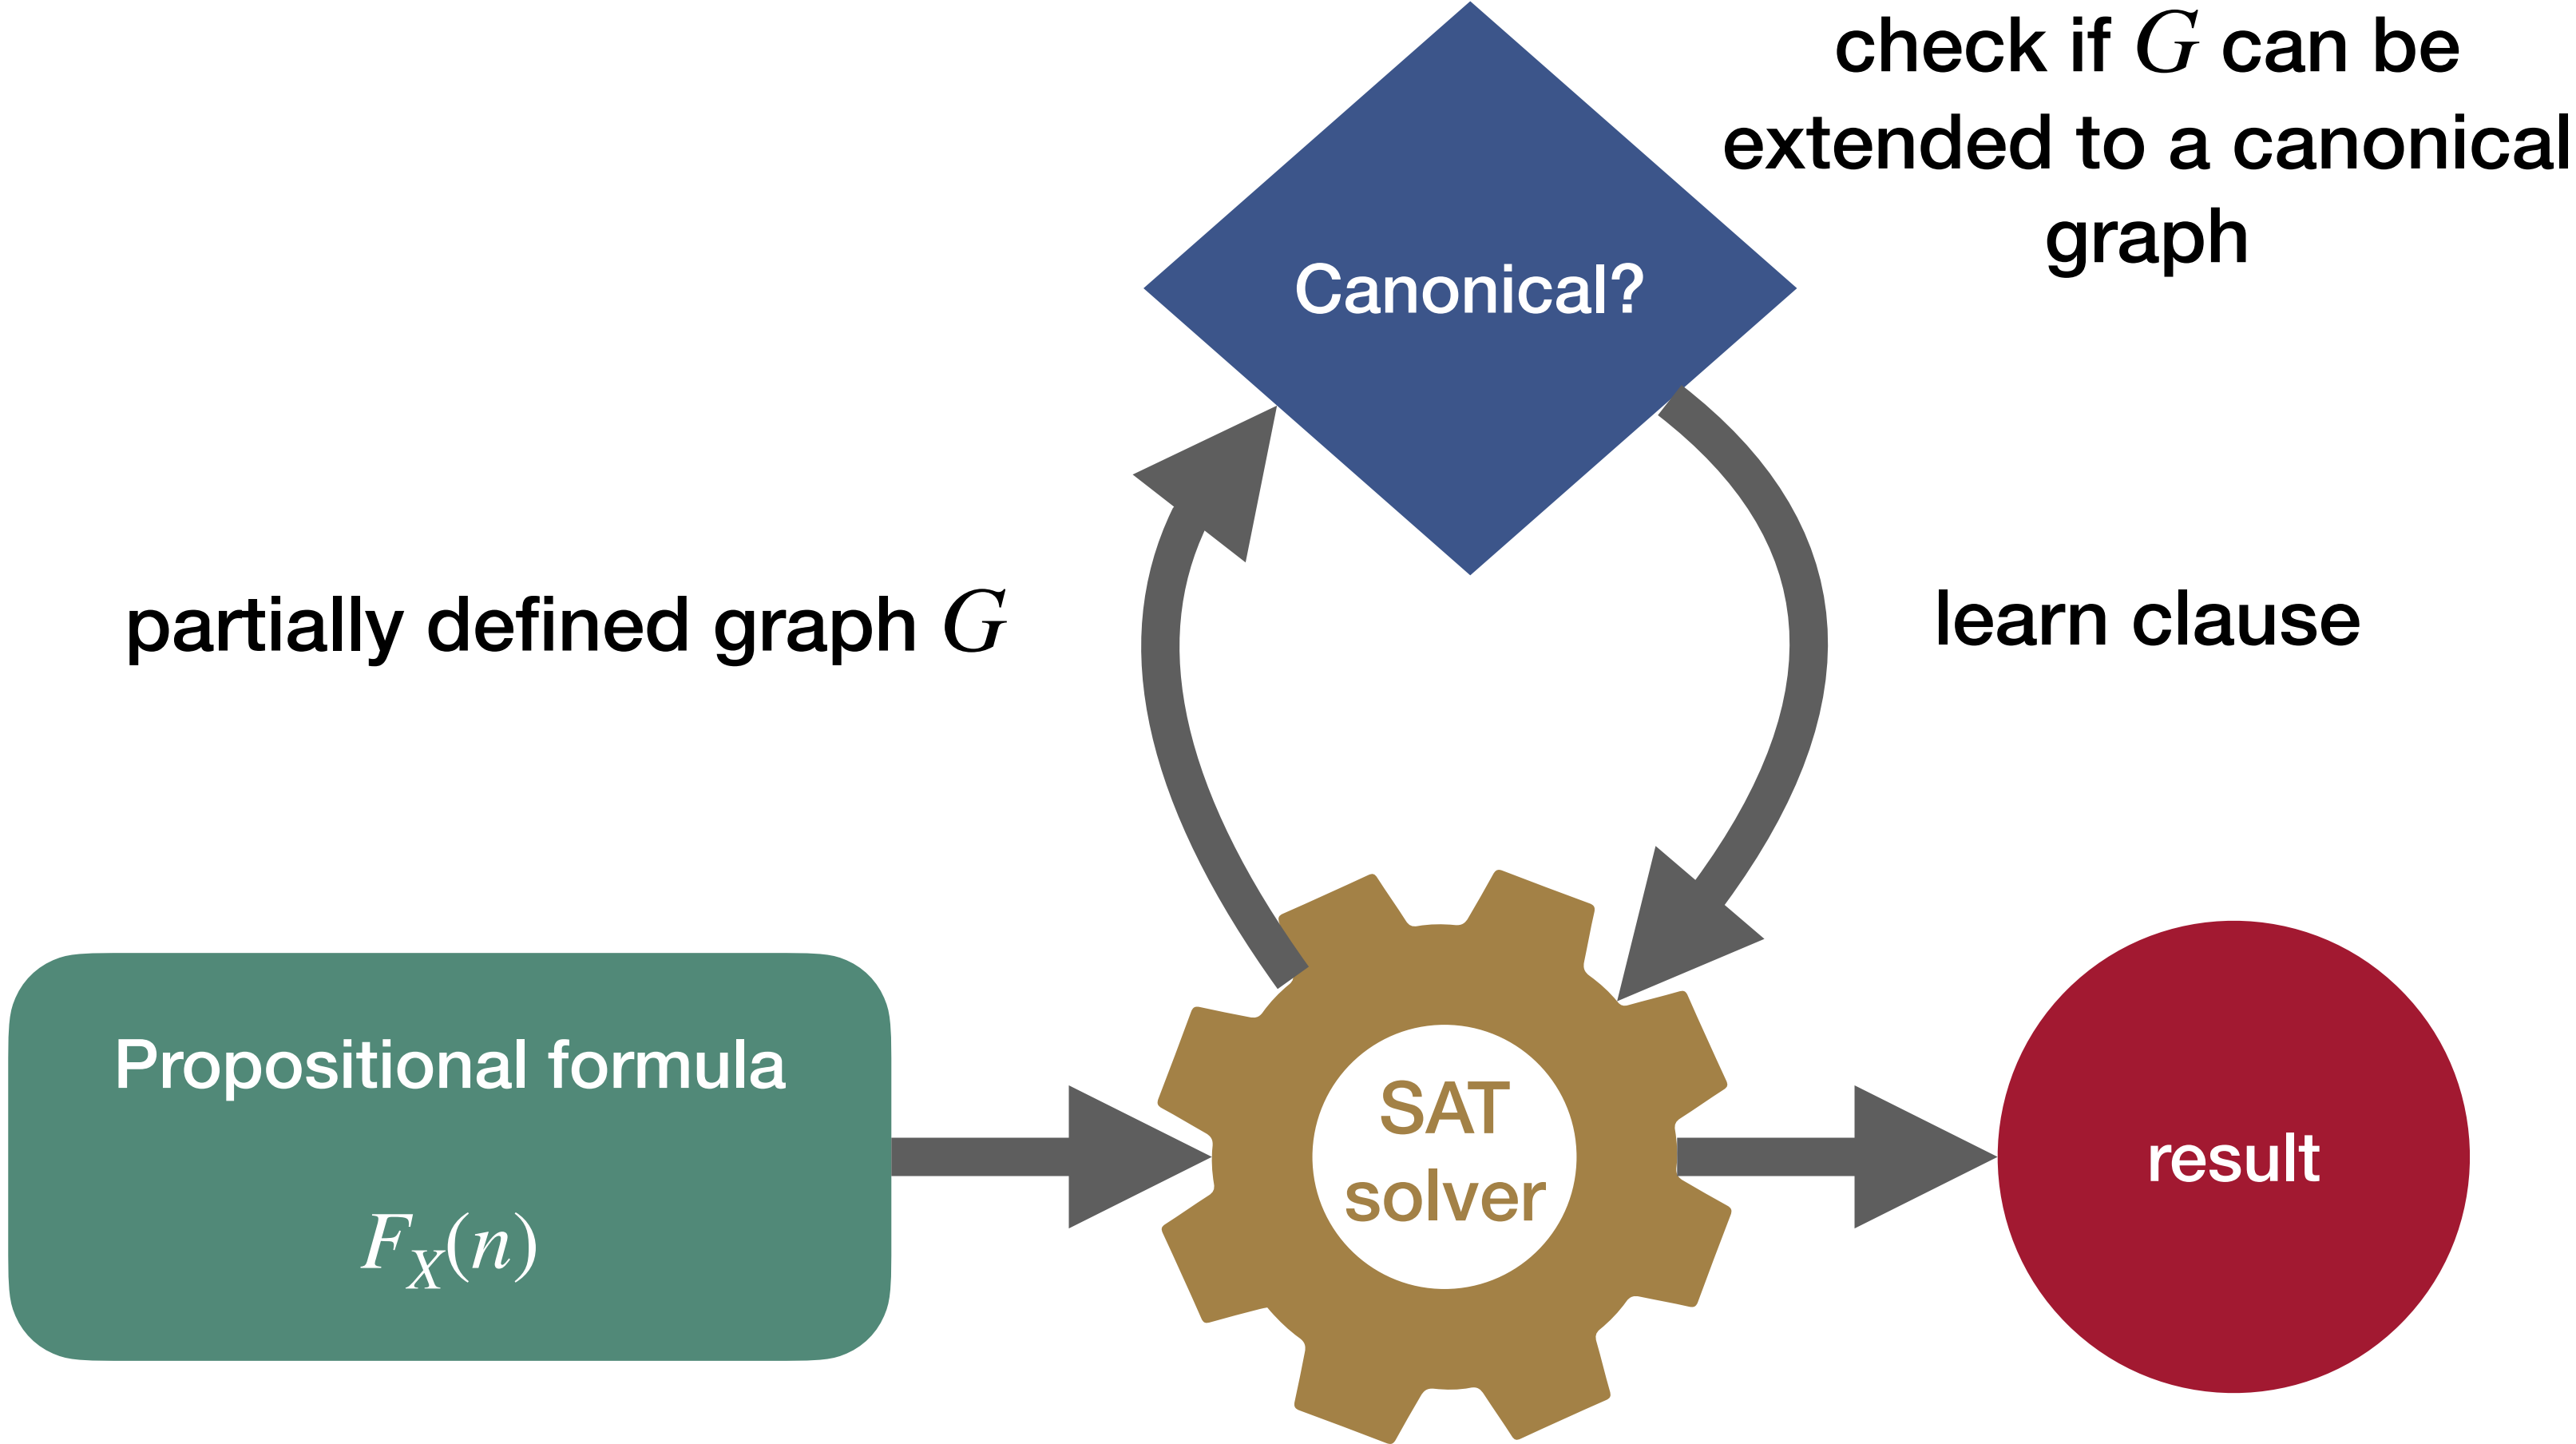 check if G can be
extended to a canonical
graph
Canonical?
partially defined graph G
learn clause
Propositional formula
F_X(n)
SAT
solver
result